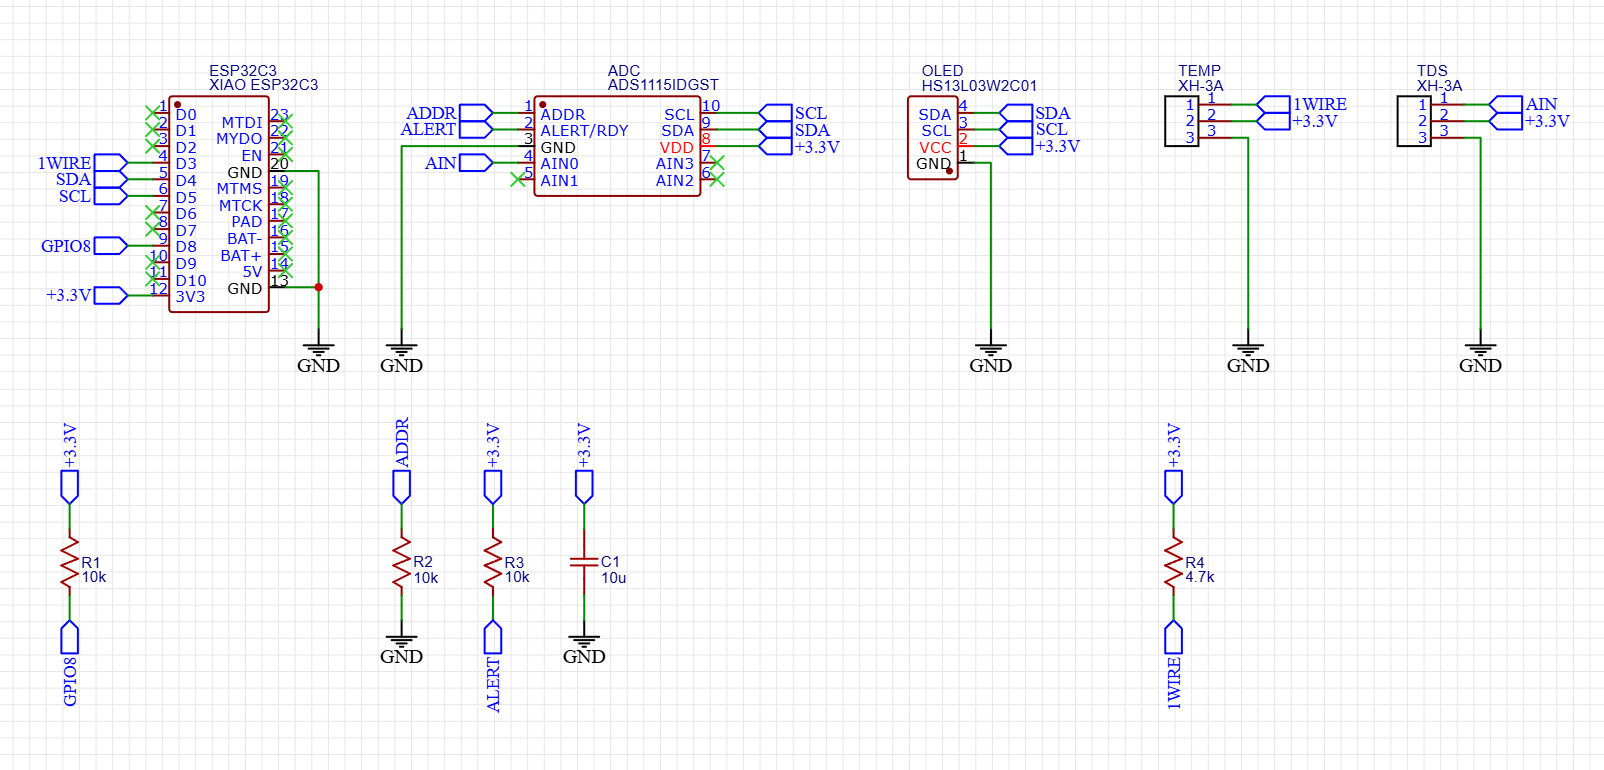 ESP32C3
XIAO ESP32C3
1 D0
2 D1
3 D2
1WIRE 4 D3
SDA 5 D4
SCL 6 D5
7 D6
8 D7
GPIO8 9 D8
10 D9
11 D10
+3.3V 12 3V3
MTDI 23
MYDO 22
EN 21
GND 20
MTMS 19
MTCK 18
PAD 17
BAT- 16
BAT+ 15
5V 14
GND 13
GND
ADC
ADS1115IDGST
ADDR 1 ADDR
ALERT 2 ALERT/RDY
3 GND
AIN 4 AIN0
5 AIN1
SCL 10 SCL
SDA 9 SDA
VDD 8 +3.3V
AIN3 7
AIN2 6
GND
OLED
HS13L03W2C01
SDA 4 SDA
SCL 3 SCL
VCC 2 +3.3V
GND 1
GND
TEMP
XH-3A
1 1 1WIRE
2 2 +3.3V
3 3
GND
TDS
XH-3A
1 1 AIN
2 2 +3.3V
3 3
GND
+3.3V
R1
10k
GPIO8
ADDR
R2
10k
GND
+3.3V
R3
10k
ALERT
+3.3V
C1
10u
GND
+3.3V
R4
4.7k
1WIRE